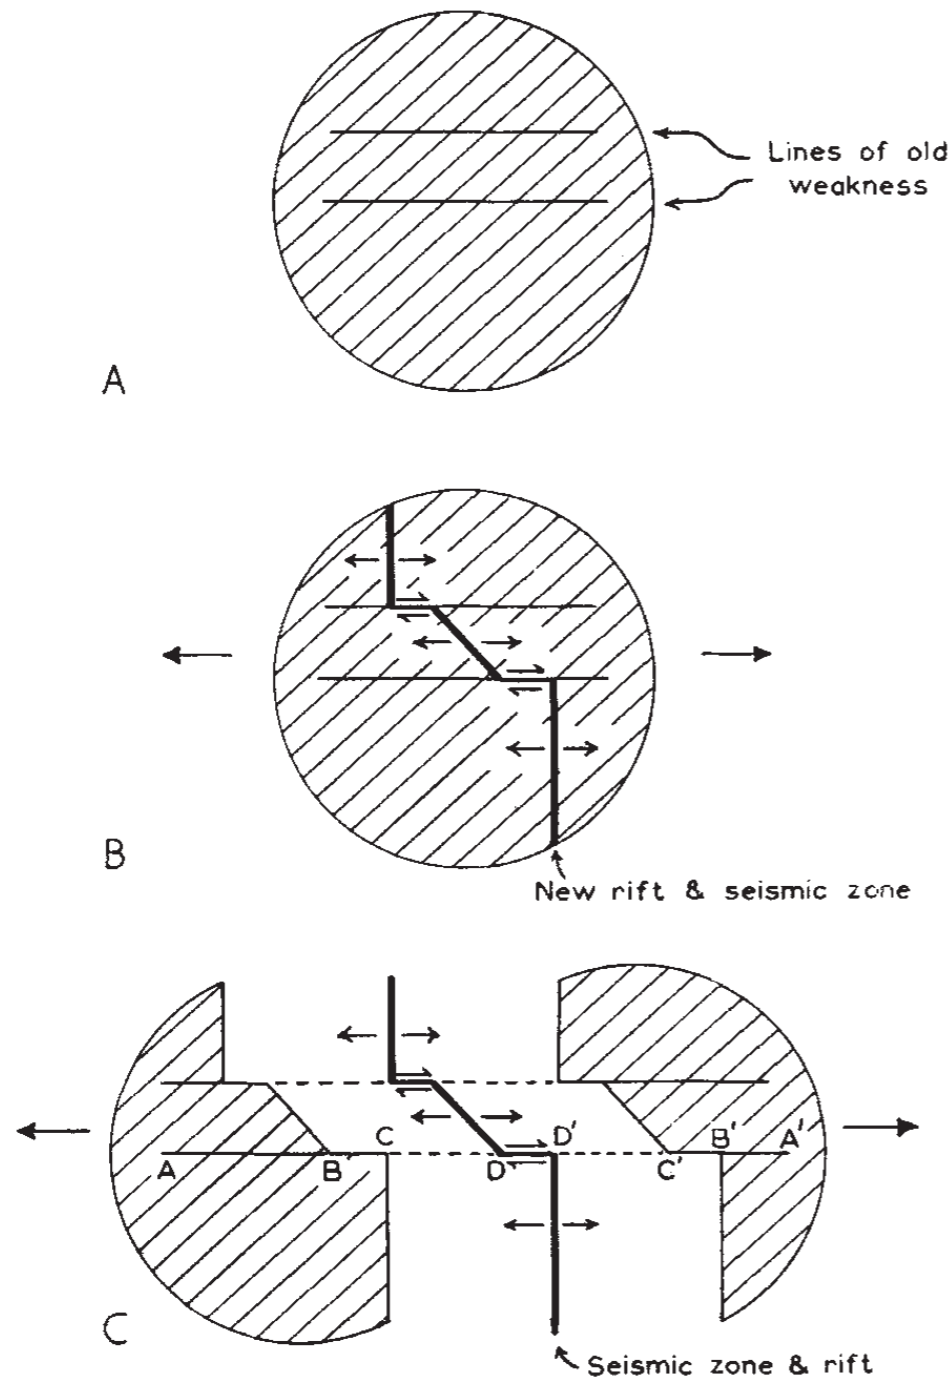 Lines of old
weakness
A
B
New rift & seismic zone
C D' B' A'
A B D C'
C
Seismic zone & rift